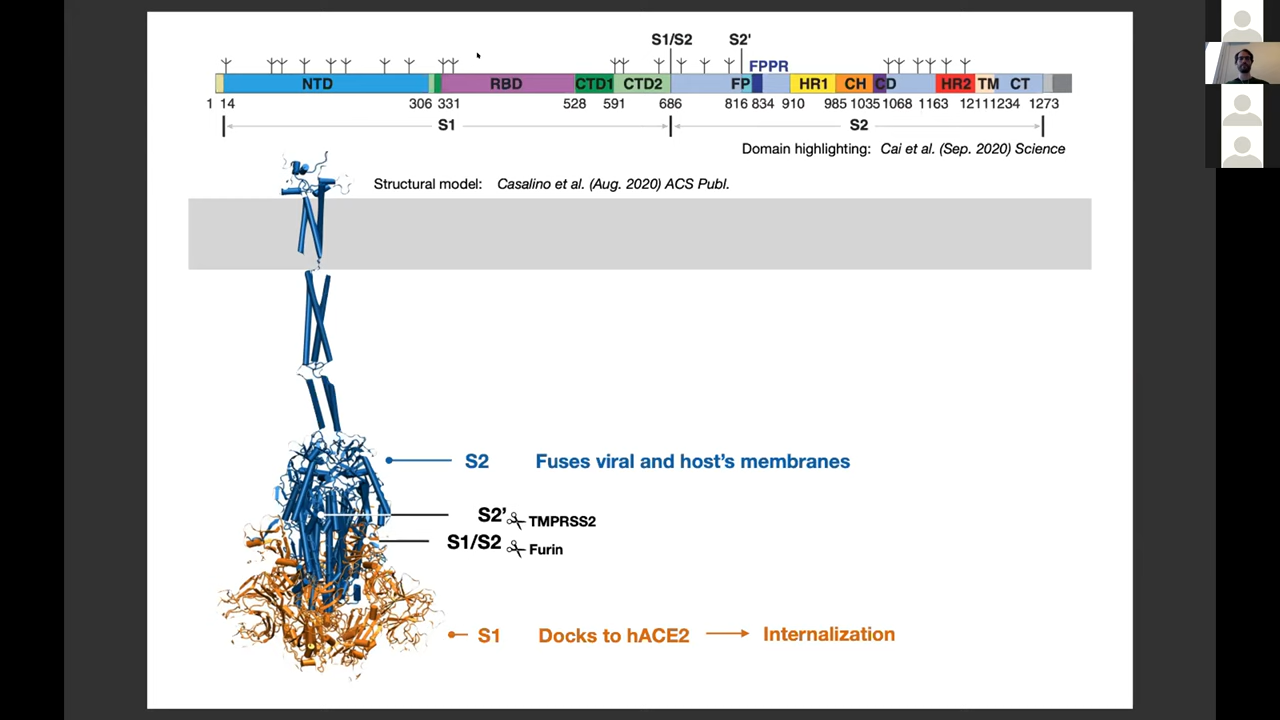 S1/S2 S2'
FPPR
NTD RBD CTD1 CTD2 FP HR1 CH CD HR2 TM CT
1 14 306 331 528 591 686 816 834 910 985 1035 1068 1163 1211 1234 1273
S1 S2
Domain highlighting: Cai et al. (Sep. 2020) Science
Structural model: Casalino et al. (Aug. 2020) ACS Publ.
S2 Fuses viral and host's membranes
S2' TMPRSS2
S1/S2 Furin
S1 Docks to hACE2 Internalization